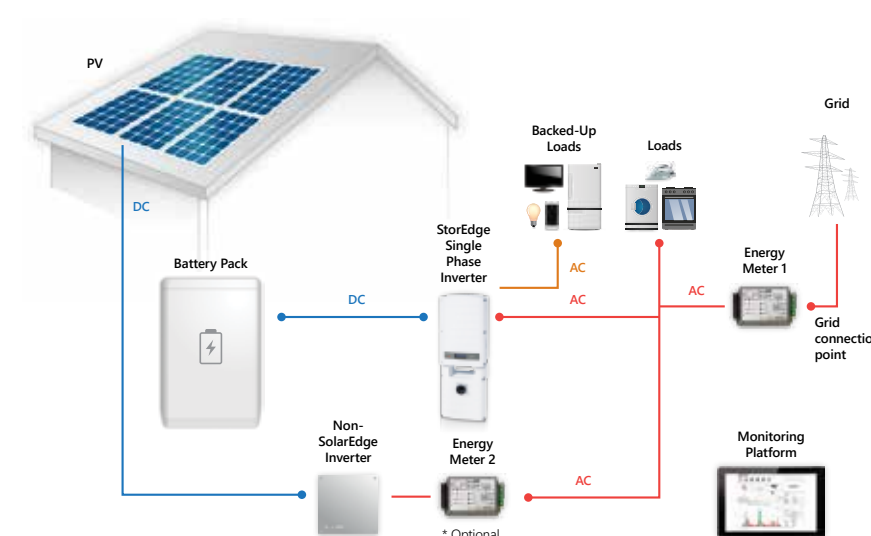 PV
Grid
Backed-Up
Loads
Loads
DC
StorEdge
Single
Phase
Inverter
Battery Pack
Energy
Meter 1
AC
AC
AC
DC
Grid
connectio
point
Non-
SolarEdge
Inverter
Energy
Meter 2
Monitoring
Platform
AC
* Optional